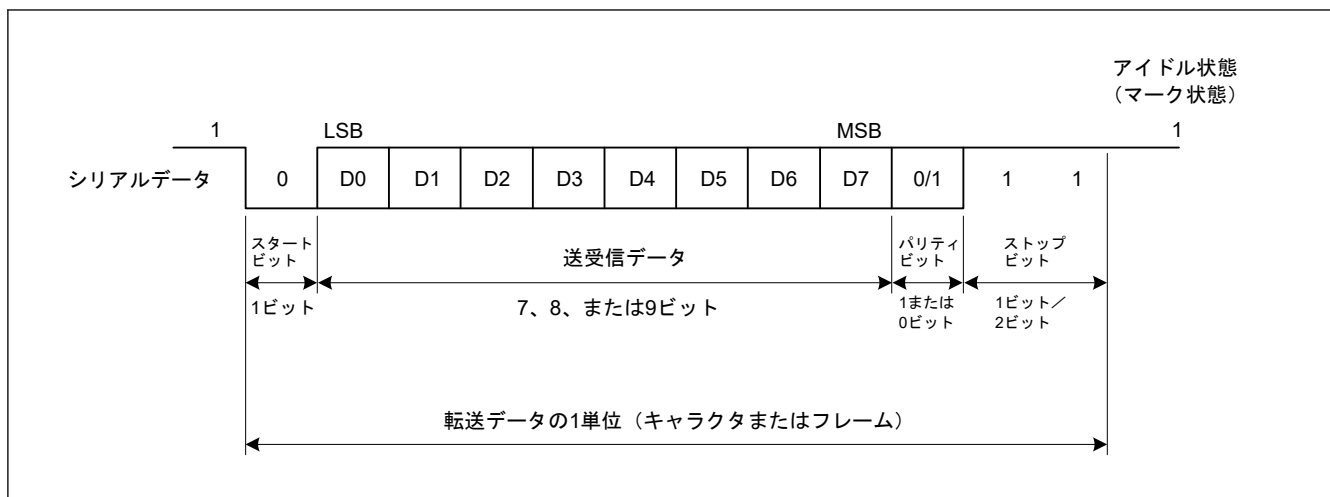 アイドル状態
（マーク状態）
1 LSB MSB 1
シリアルデータ 0 D0 D1 D2 D3 D4 D5 D6 D7 0/1 1 1
スタート
ビット
送受信データ
パリティ
ビット
ストップ
ビット
1ビット
7、8、または9ビット
1または
0ビット
1ビット／
2ビット
転送データの1単位（キャラクタまたはフレーム）